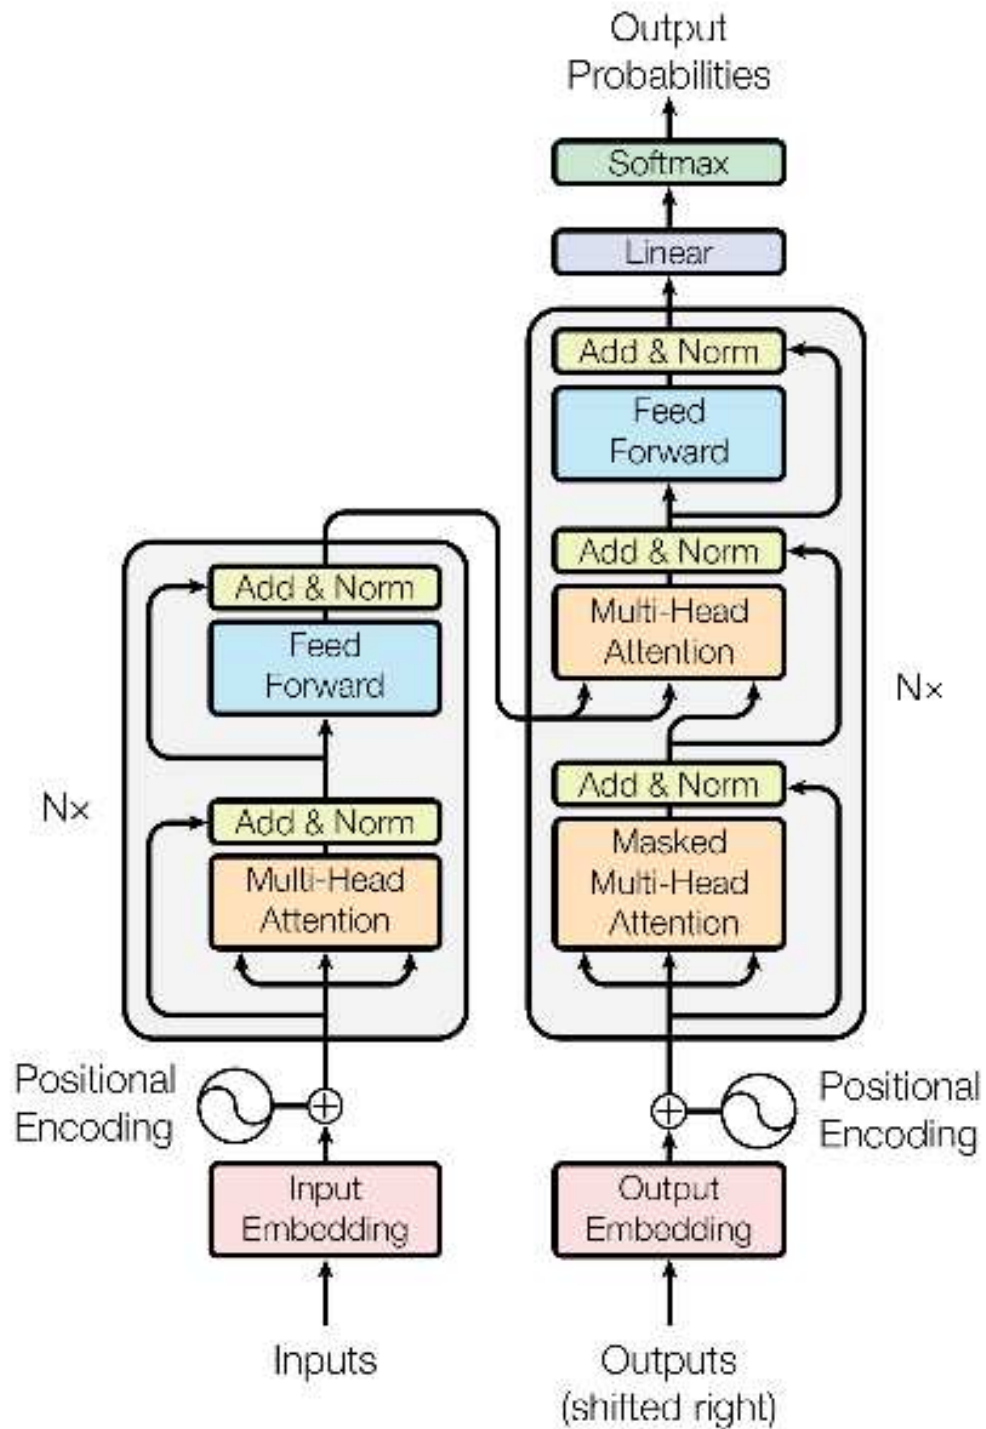 Output
Probabilities
Softmax
Linear
Add & Norm
Feed
Forward
Add & Norm
Multi-Head
Attention
Add & Norm
Masked
Multi-Head
Attention
Nx
Add & Norm
Feed
Forward
Add & Norm
Multi-Head
Attention
Nx
Positional
Encoding
Positional
Encoding
Input
Embedding
Output
Embedding
Inputs
Outputs
(shifted right)